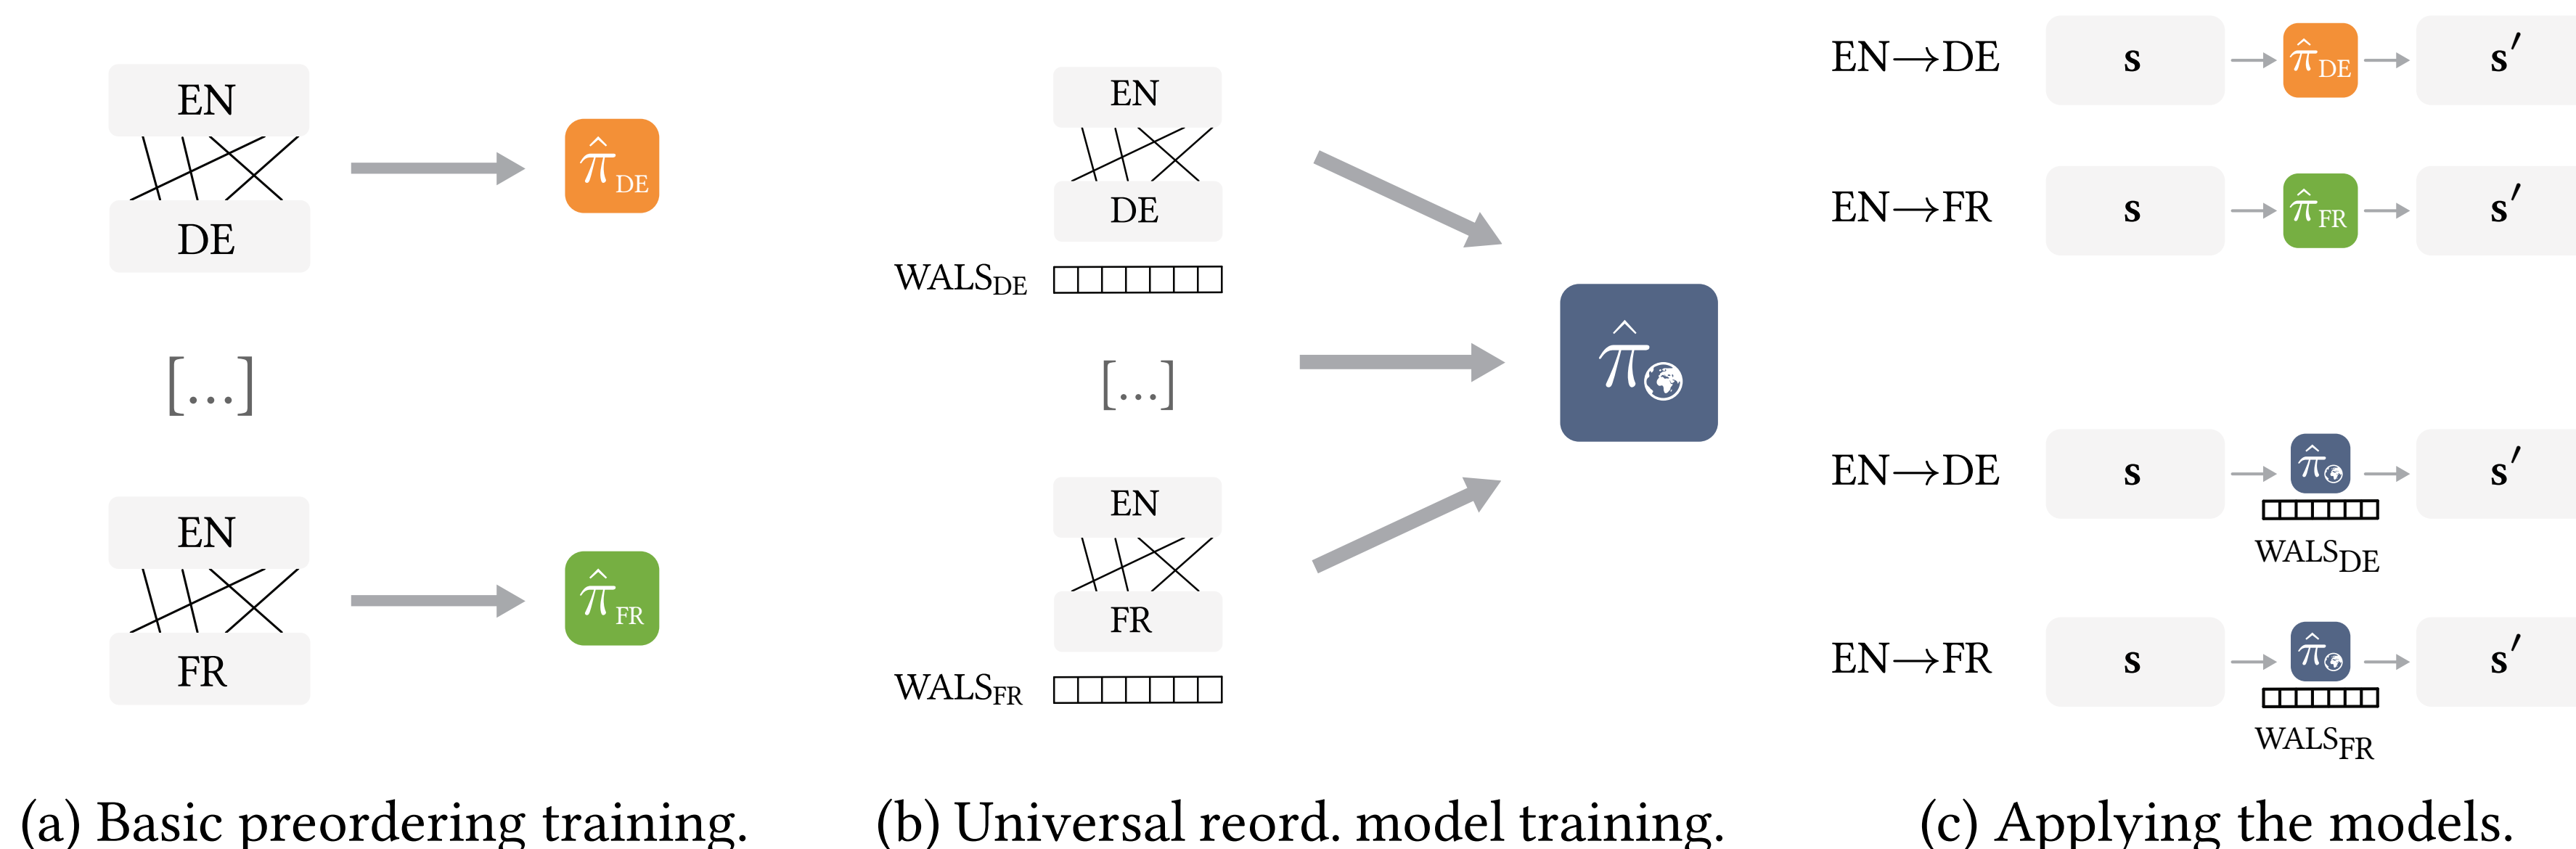 EN
DE
π̂DE
[...]
EN
FR
π̂FR
(a) Basic preordering training.
EN
DE
WALSDE
[...]
EN
FR
WALSFR
π̂
(b) Universal reord. model training.
EN→DE s π̂DE s′
EN→FR s π̂FR s′
EN→DE s π̂ s′
WALSDE
EN→FR s π̂ s′
WALSFR
(c) Applying the models.